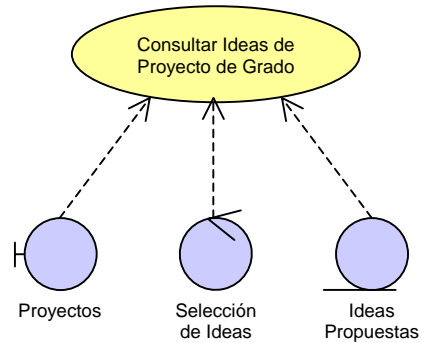 Consultar Ideas de
Proyecto de Grado
Proyectos
Selección
de Ideas
Ideas
Propuestas